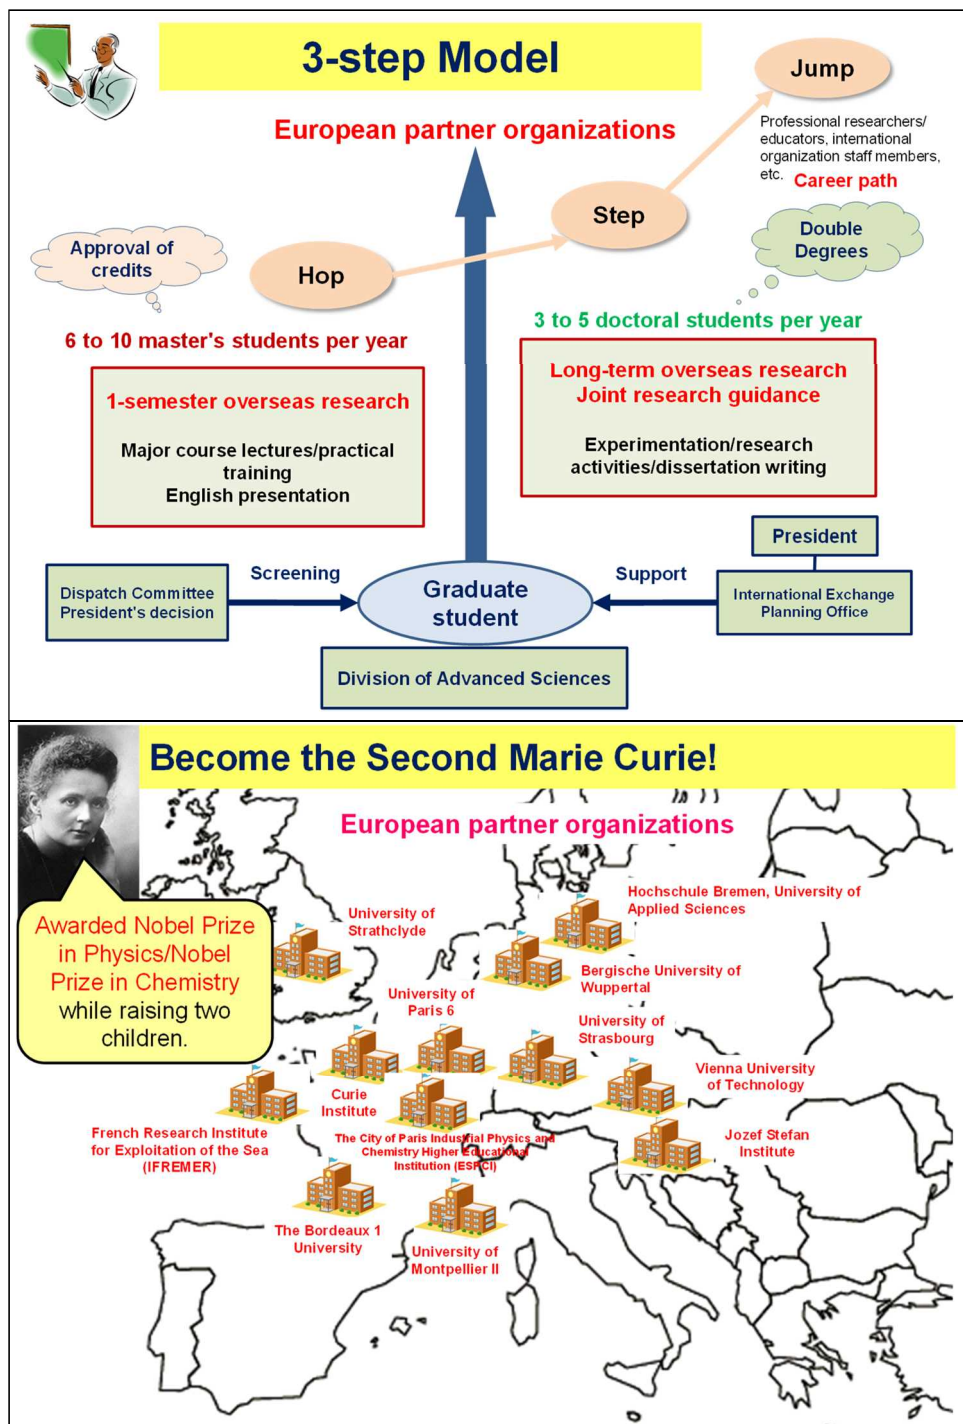 3-step Model
Jump
European partner organizations
Professional researchers/
educators, international
organization staff members,
etc.
Career path
Step
Approval of
credits
Hop
Double
Degrees
6 to 10 master's students per year
3 to 5 doctoral students per year
1-semester overseas research
Major course lectures/practical
training
English presentation
Long-term overseas research
Joint research guidance
Experimentation/research
activities/dissertation writing
President
Screening
Support
Dispatch Committee
President's decision
Graduate
student
International Exchange
Planning Office
Division of Advanced Sciences
Become the Second Marie Curie!
European partner organizations
Awarded Nobel Prize
in Physics/Nobel
Prize in Chemistry
while raising two
children.
University of
Strathclyde
Hochschule Bremen, University of
Applied Sciences
Bergische University of
Wuppertal
University of
Paris 6
University of
Strasbourg
Curie
Institute
Vienna University
of Technology
French Research Institute
for Exploitation of the Sea
(IFREMER)
The City of Paris Industrial Physics and
Chemistry Higher Educational
Institution (ESPCI)
Jozef Stefan
Institute
The Bordeaux 1
University
University of
Montpellier II